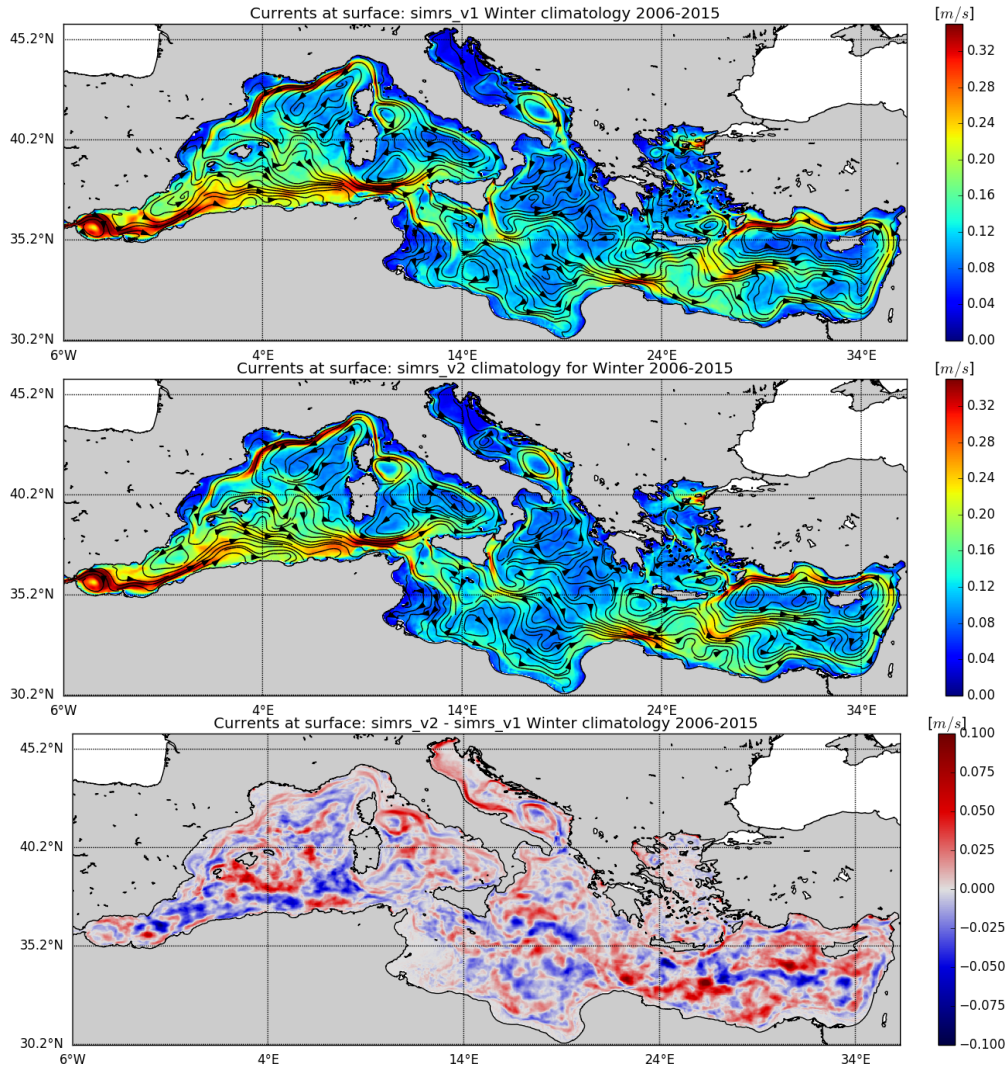 Currents at surface: simrs_v1 Winter climatology 2006-2015
[m/s]
45.2°N
40.2°N
35.2°N
30.2°N
6°W
4°E
14°E
24°E
34°E
0.32
0.28
0.24
0.20
0.16
0.12
0.08
0.04
0.00
Currents at surface: simrs_v2 climatology for Winter 2006-2015
[m/s]
45.2°N
40.2°N
35.2°N
30.2°N
6°W
4°E
14°E
24°E
34°E
0.32
0.28
0.24
0.20
0.16
0.12
0.08
0.04
0.00
Currents at surface: simrs_v2 - simrs_v1 Winter climatology 2006-2015
[m/s]
45.2°N
40.2°N
35.2°N
30.2°N
6°W
4°E
14°E
24°E
34°E
0.100
0.075
0.050
0.025
0.000
−0.025
−0.050
−0.075
−0.100